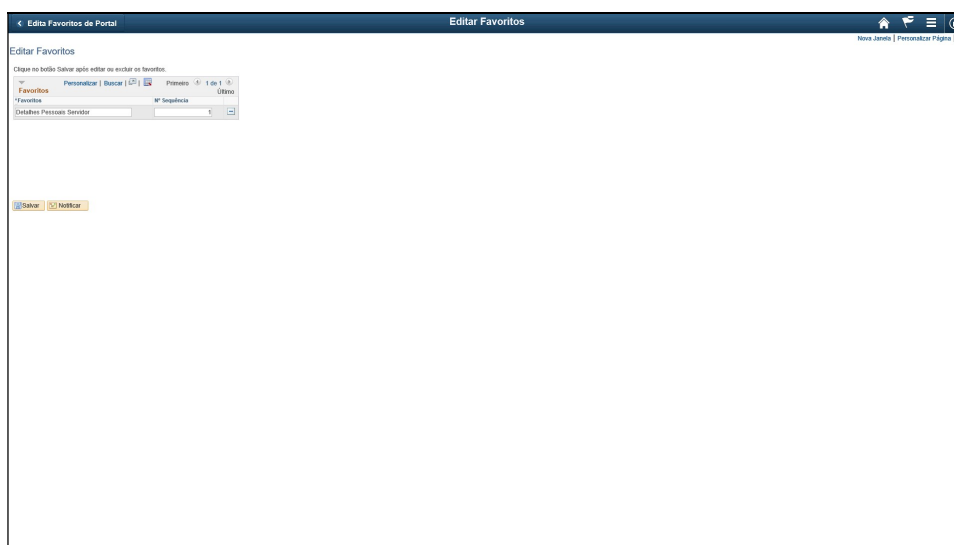 Edita Favoritos de Portal
Editar Favoritos
Nova Janela | Personalizar Página
Editar Favoritos
Clique no botão Salvar após editar ou excluir os favoritos.
Favoritos
Personalizar | Buscar | |
Primeiro 1 de 1
Último
*Favoritos Nº Sequência
Detalhes Pessoais Servidor 1
Salvar Notificar